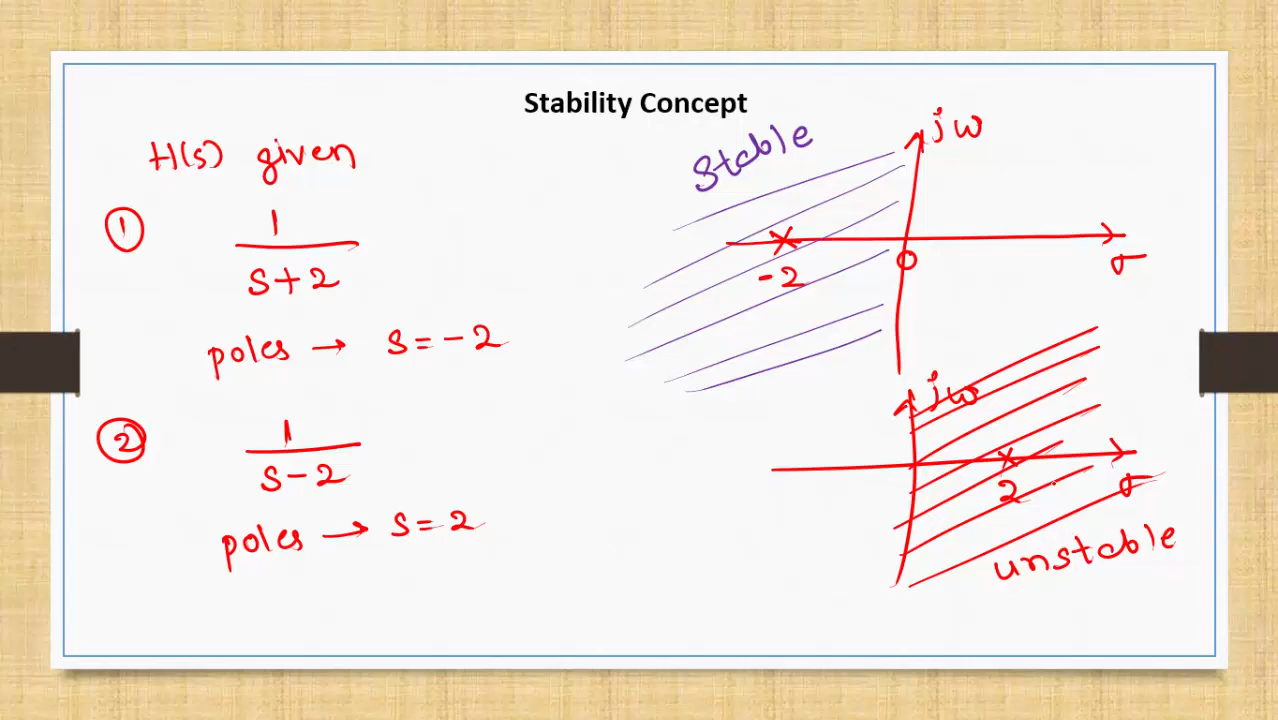 Stability Concept
H(s) given
① 1
s+2
poles → s = -2
② 1
s-2
poles → s = 2
Stable
jω
-2
0
σ
jω
2
σ
unstable